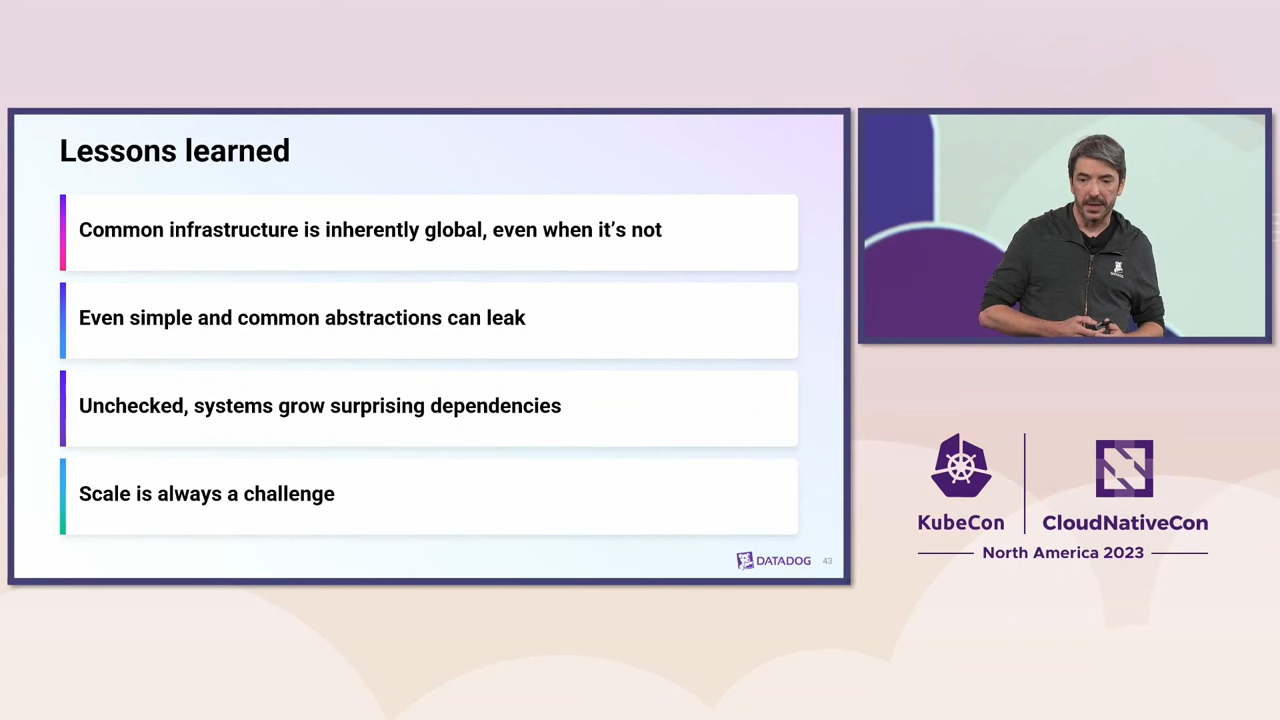 Lessons learned
Common infrastructure is inherently global, even when it’s not
Even simple and common abstractions can leak
Unchecked, systems grow surprising dependencies
Scale is always a challenge
DATADOG
43
KubeCon
CloudNativeCon
North America 2023